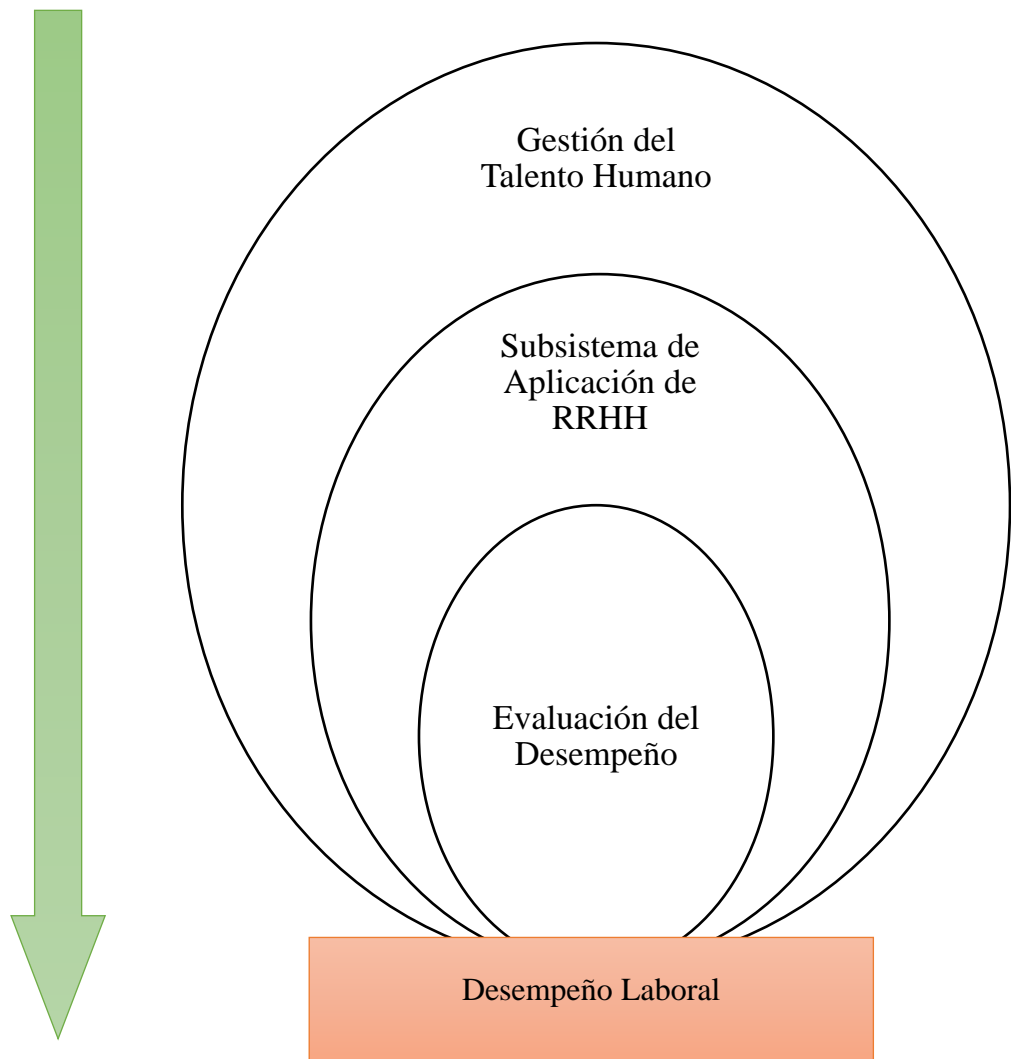 Gestión del
Talento Humano
Subsistema de
Aplicación de
RRHH
Evaluación del
Desempeño
Desempeño Laboral